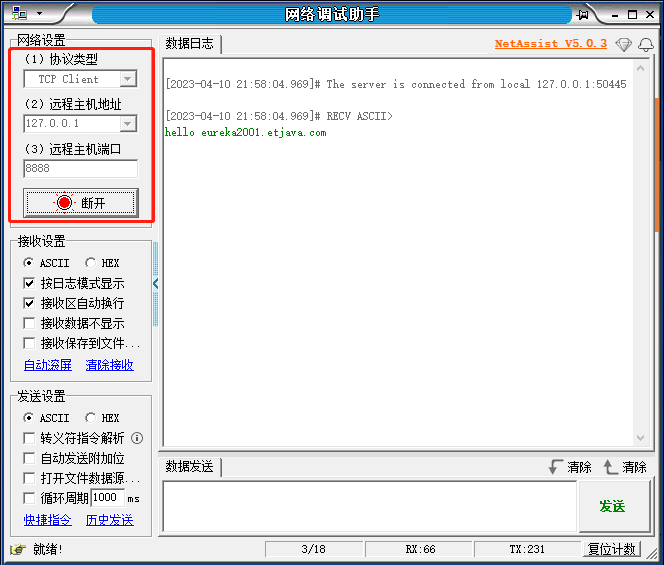 网络调试助手
网络设置
(1) 协议类型
TCP Client
(2) 远程主机地址
127.0.0.1
(3) 远程主机端口
8888
断开
接收设置
ASCII HEX
按日志模式显示
接收区自动换行
接收数据不显示
接收保存到文件...
自动滚屏 清除接收
发送设置
ASCII HEX
转义符指令解析
自动发送附加位
打开文件数据源...
循环周期 1000 ms
快捷指令 历史发送
数据日志 NetAssist V5.0.3
[2023-04-10 21:58:04.969]# The server is connected from local 127.0.0.1:50445
[2023-04-10 21:58:04.969]# RECV ASCII>
hello eureka2001.etjava.com
数据发送 清除 清除
发送
就绪! 3/18 RX:66 TX:231 复位计数